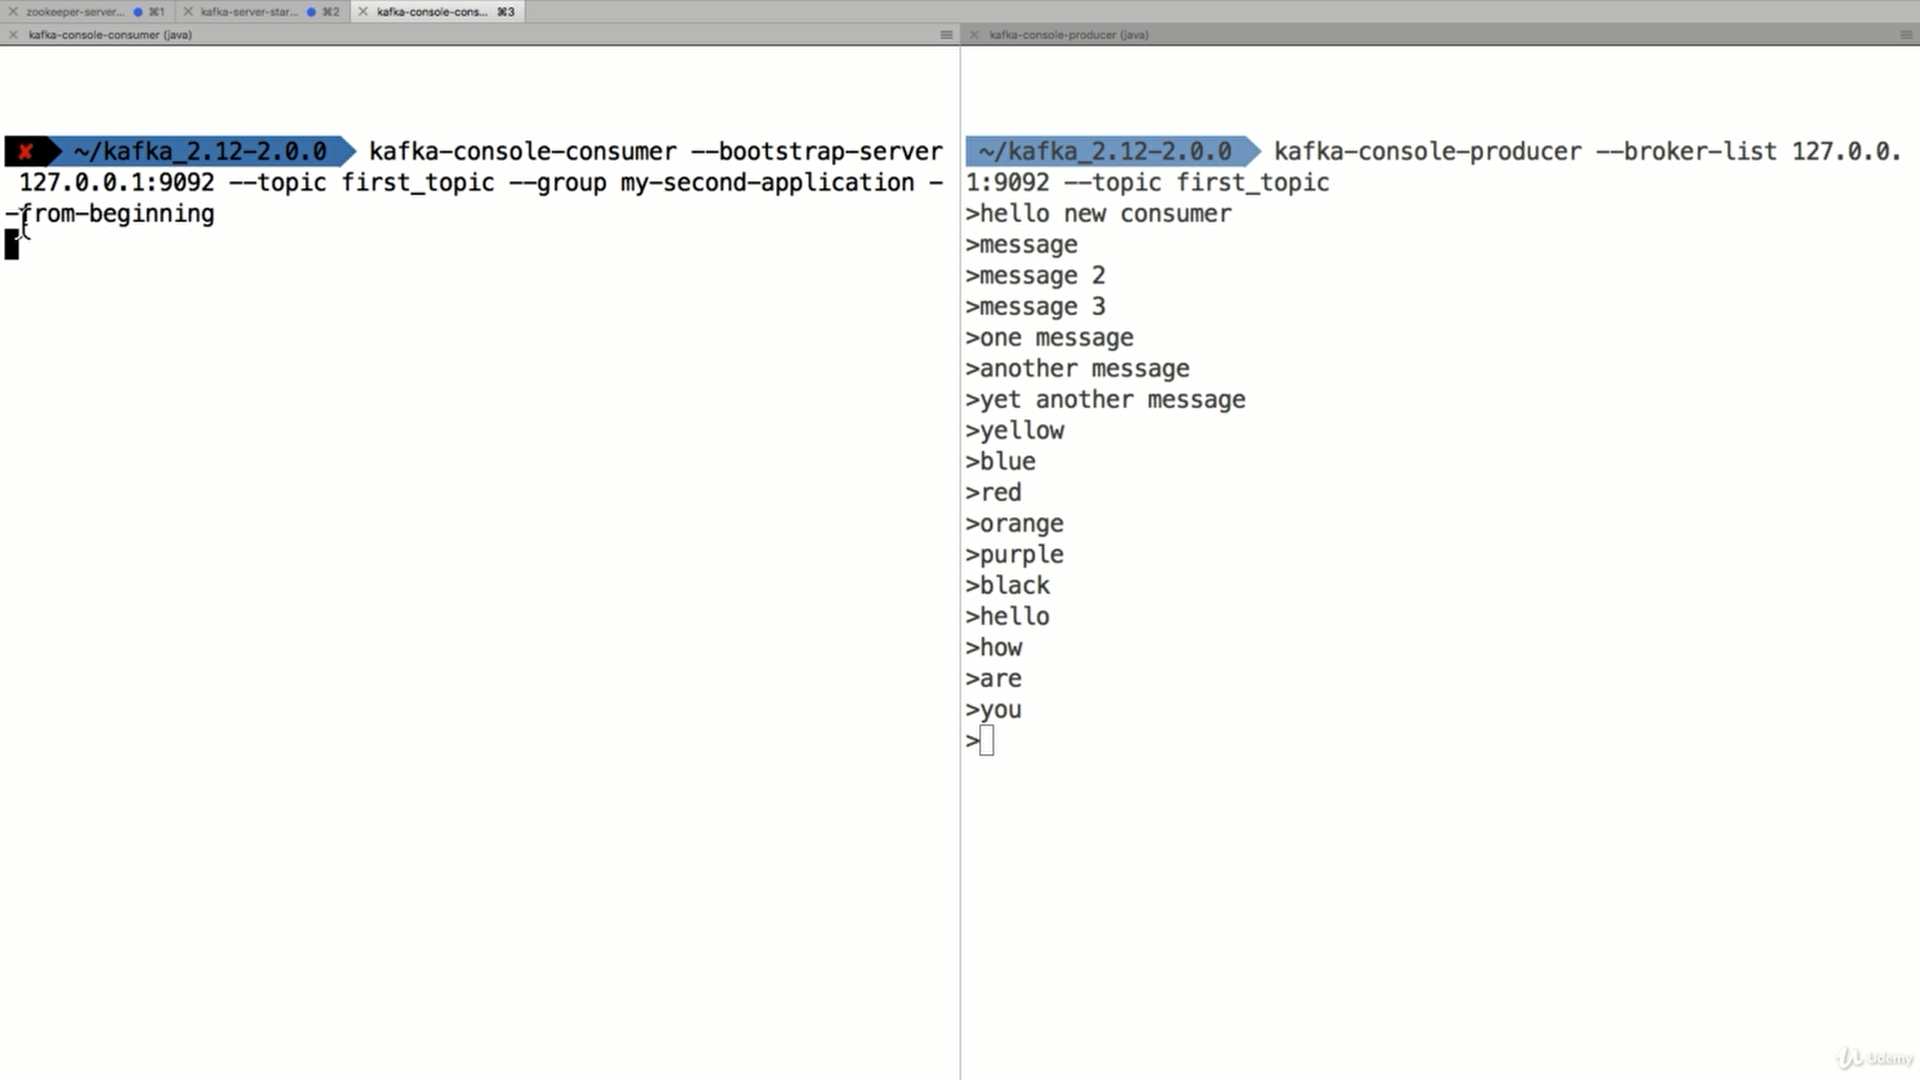 zookeeper-server... ⌘1
kafka-server-star... ⌘2
kafka-console-cons... ⌘3
kafka-console-consumer (java)
kafka-console-producer (java)
✘ ~/kafka_2.12-2.0.0 kafka-console-consumer --bootstrap-server
127.0.0.1:9092 --topic first_topic --group my-second-application -
-from-beginning
~/kafka_2.12-2.0.0 kafka-console-producer --broker-list 127.0.0.
1:9092 --topic first_topic
>hello new consumer
>message
>message 2
>message 3
>one message
>another message
>yet another message
>yellow
>blue
>red
>orange
>purple
>black
>hello
>how
>are
>you
>
Udemy